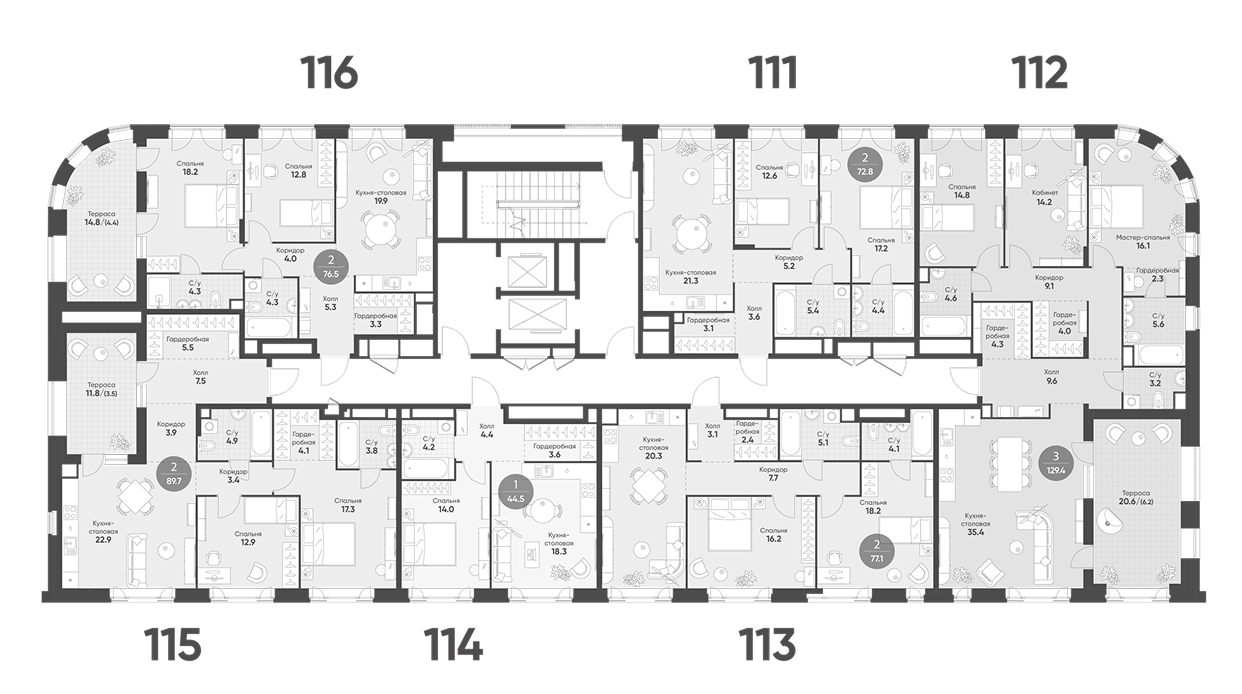 116
111
112
Спальня
18.2
Спальня
12.8
Кухня-столовая
19.9
Терраса
14.8/(4.4)
Коридор
4.0
2
76.5
С/у
4.3
С/у
4.3
Холл
5.3
Гардеробная
3.3
Кухня-столовая
21.3
Спальня
12.6
2
72.8
Спальня
17.2
Коридор
5.2
Холл
3.6
Гардеробная
3.1
С/у
5.4
С/у
4.4
Спальня
14.8
Кабинет
14.2
Мастер-спальня
16.1
Гардеробная
2.3
Коридор
9.1
С/у
4.6
Гарде-
робная
4.3
Гарде-
робная
4.0
С/у
5.6
Холл
9.6
С/у
3.2
3
129.4
Кухня-
столовая
35.4
Терраса
20.6/(6.2)
Гардеробная
5.5
Холл
7.5
Терраса
11.8/(3.5)
Коридор
3.9
2
89.7
Кухня-
столовая
22.9
С/у
4.9
Гарде-
робная
4.1
С/у
3.8
Коридор
3.4
Спальня
12.9
Спальня
17.3
С/у
4.2
Холл
4.4
Гардеробная
3.6
Спальня
14.0
1
44.5
Кухня-
столовая
18.3
Кухня-
столовая
20.3
Холл
3.1
Гарде-
робная
2.4
С/у
5.1
С/у
4.1
Коридор
7.7
Спальня
16.2
Спальня
18.2
2
77.1
115
114
113